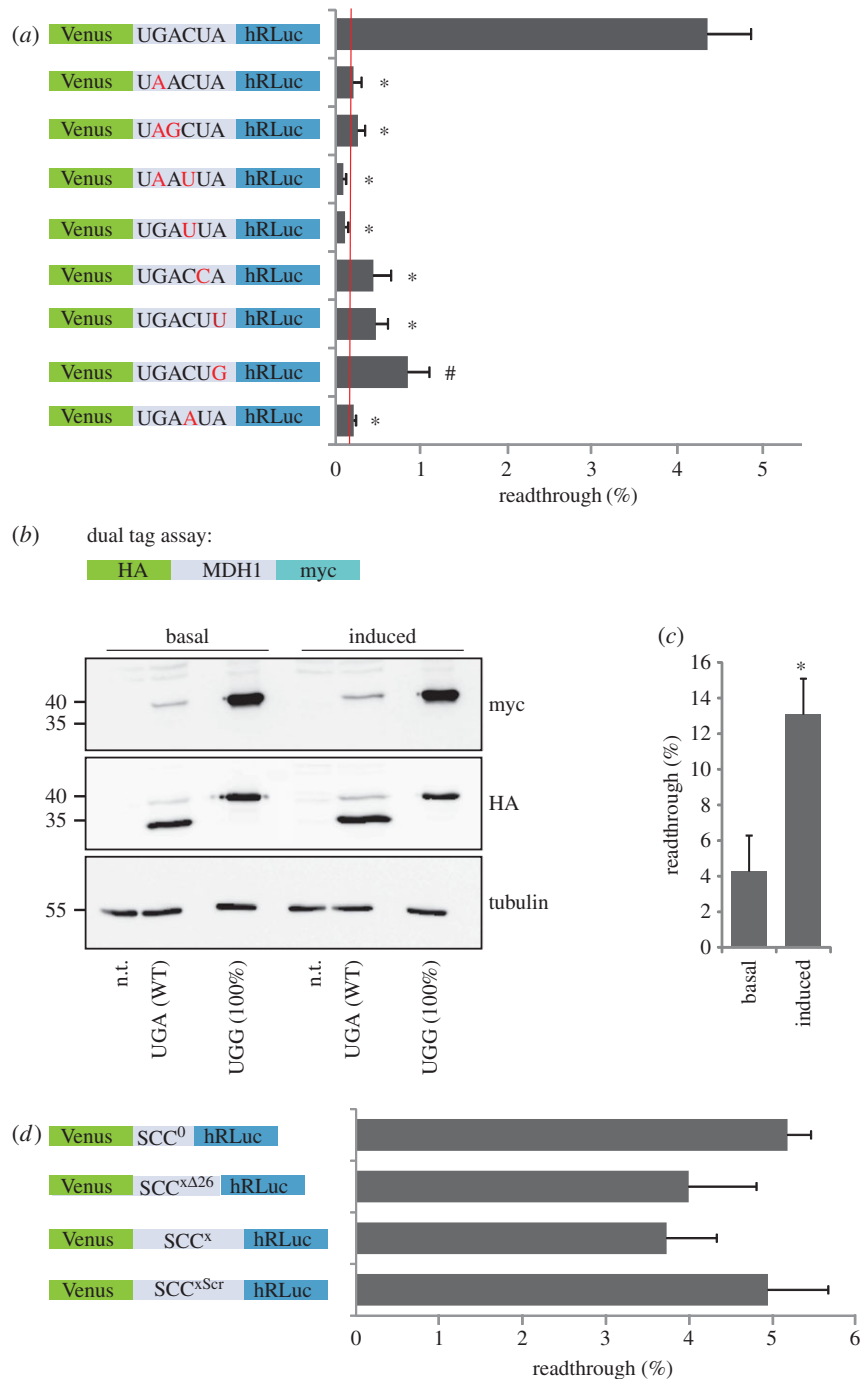 (a)
Venus UGACUA hRLuc
Venus UAACUA hRLuc
*
Venus UAGCUA hRLuc
*
Venus UAAUUA hRLuc
*
Venus UGAUUA hRLuc
*
Venus UGACCA hRLuc
*
Venus UGACUU hRLuc
*
Venus UGACUG hRLuc
#
Venus UGAAUA hRLuc
*
0 1 2 3 4 5
readthrough (%)
(b) dual tag assay:
HA MDH1 myc
basal induced
40
35
myc
40
35
HA
55
tubulin
n.t.
UGA (WT)
UGG (100%)
n.t.
UGA (WT)
UGG (100%)
(c)
16
14
12
10
8
6
4
2
0
readthrough (%)
*
basal
induced
(d)
Venus SCC⁰ hRLuc
Venus SCCˣΔ²⁶ hRLuc
Venus SCCˣ hRLuc
Venus SCCˣScr hRLuc
0 1 2 3 4 5 6
readthrough (%)